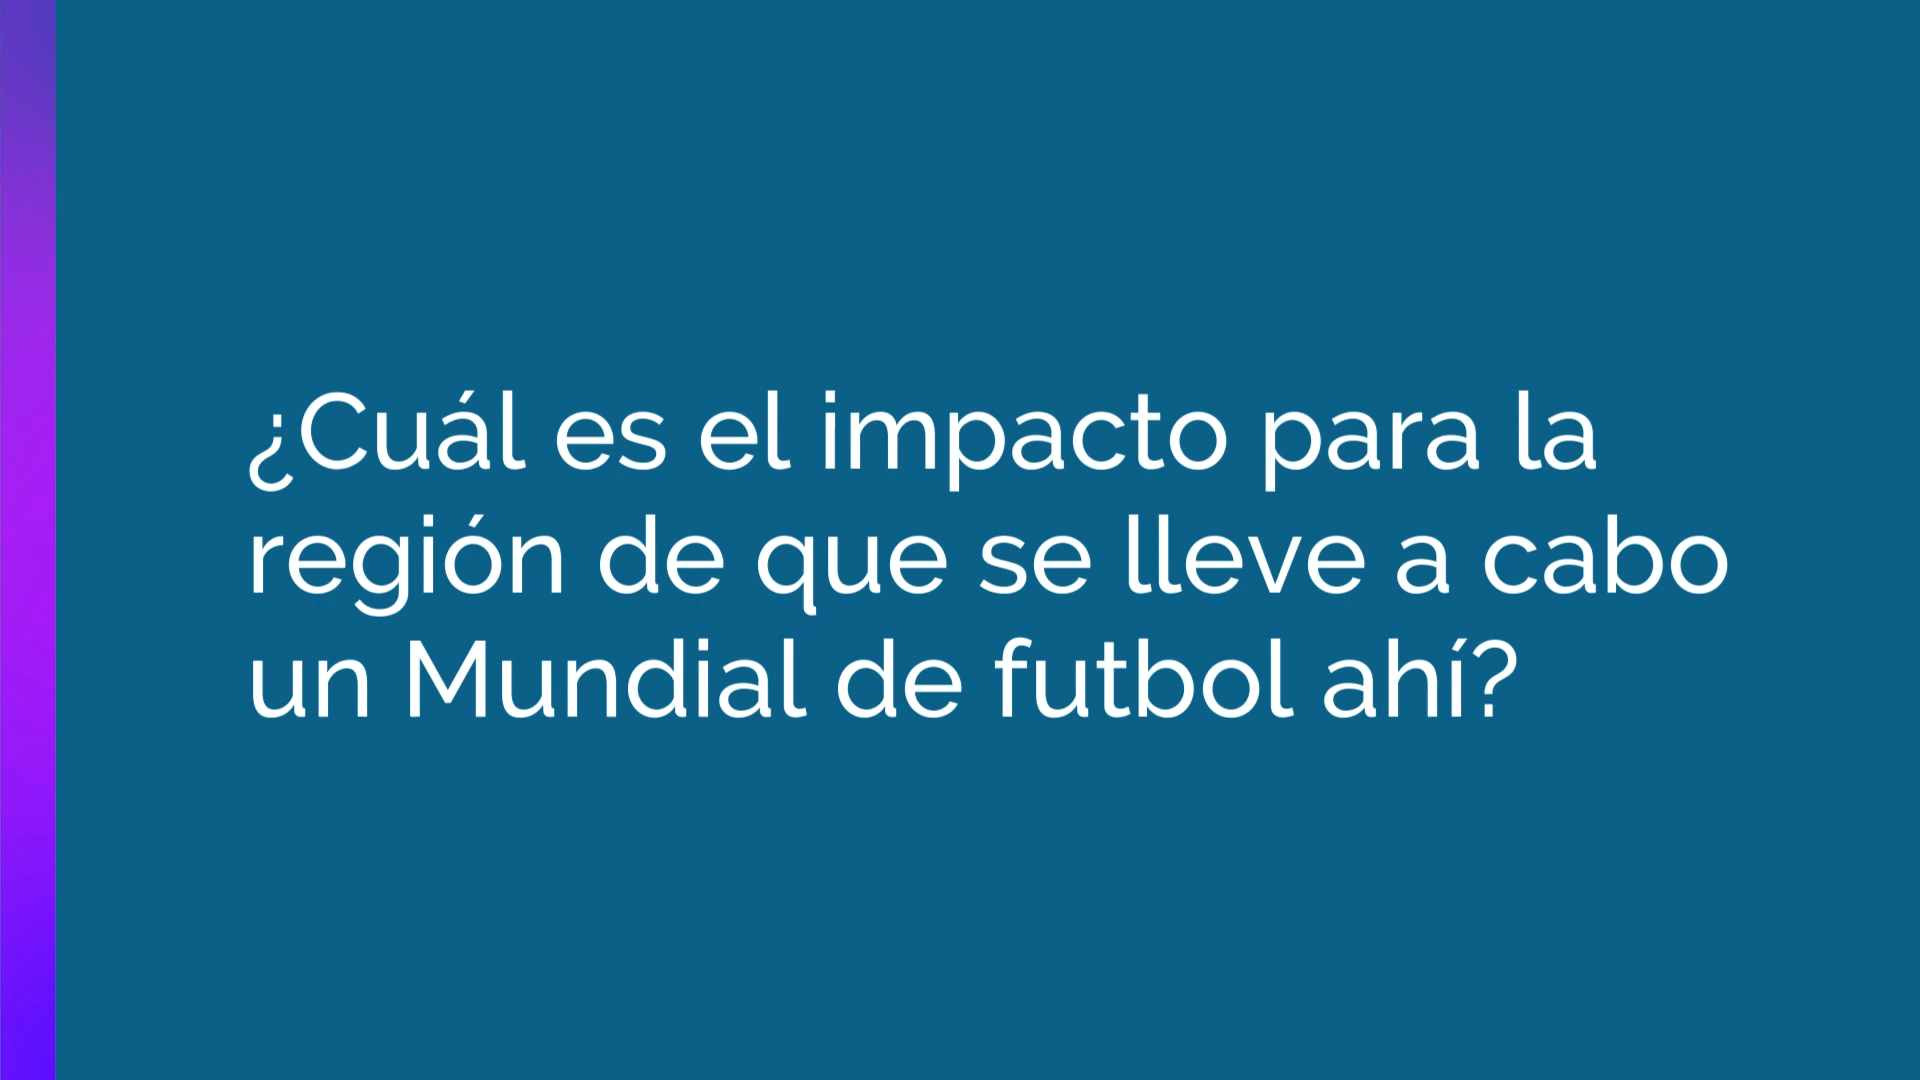 ¿Cuál es el impacto para la
región de que se lleve a cabo
un Mundial de futbol ahí?